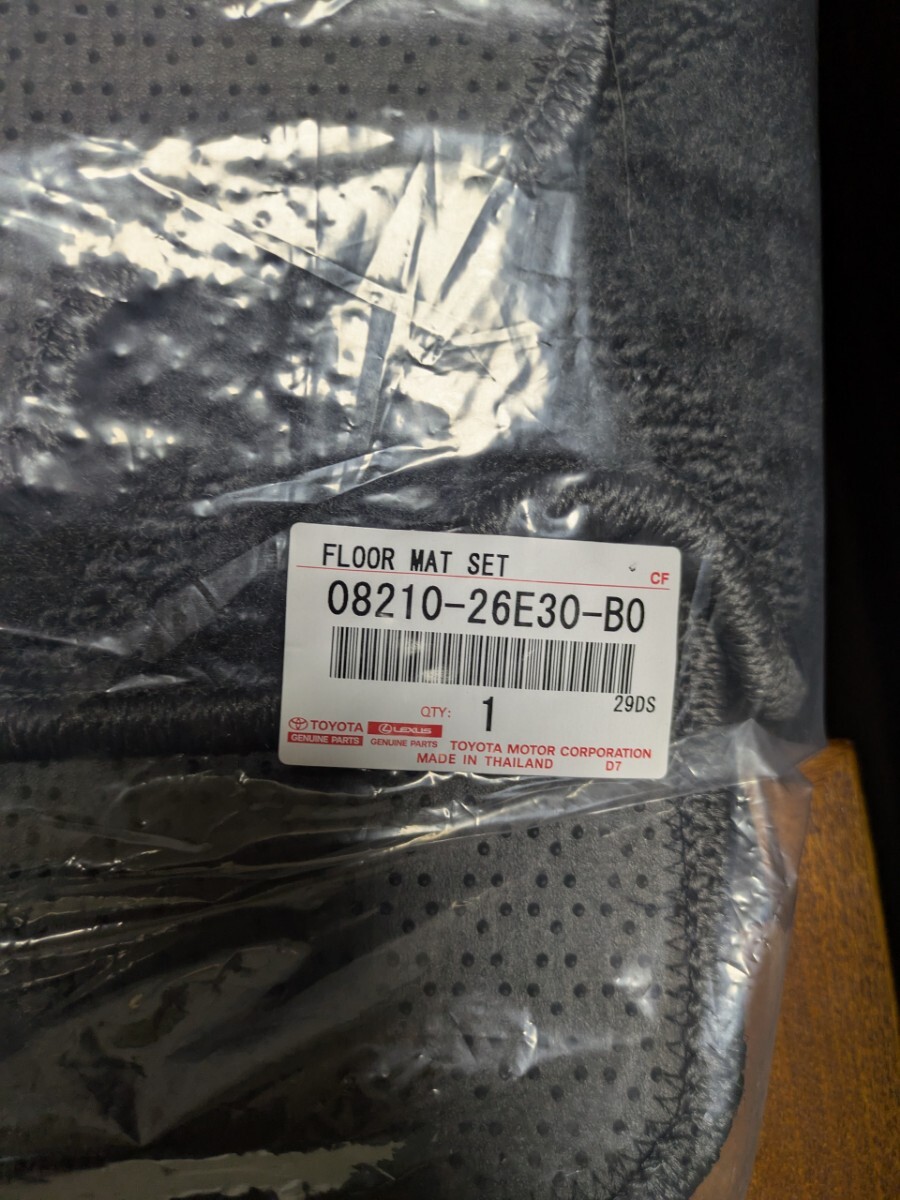 FLOOR MAT SET
CF
08210-26E30-B0
29DS
QTY: 1
TOYOTA LEXUS
GENUINE PARTS GENUINE PARTS
TOYOTA MOTOR CORPORATION
MADE IN THAILAND D7